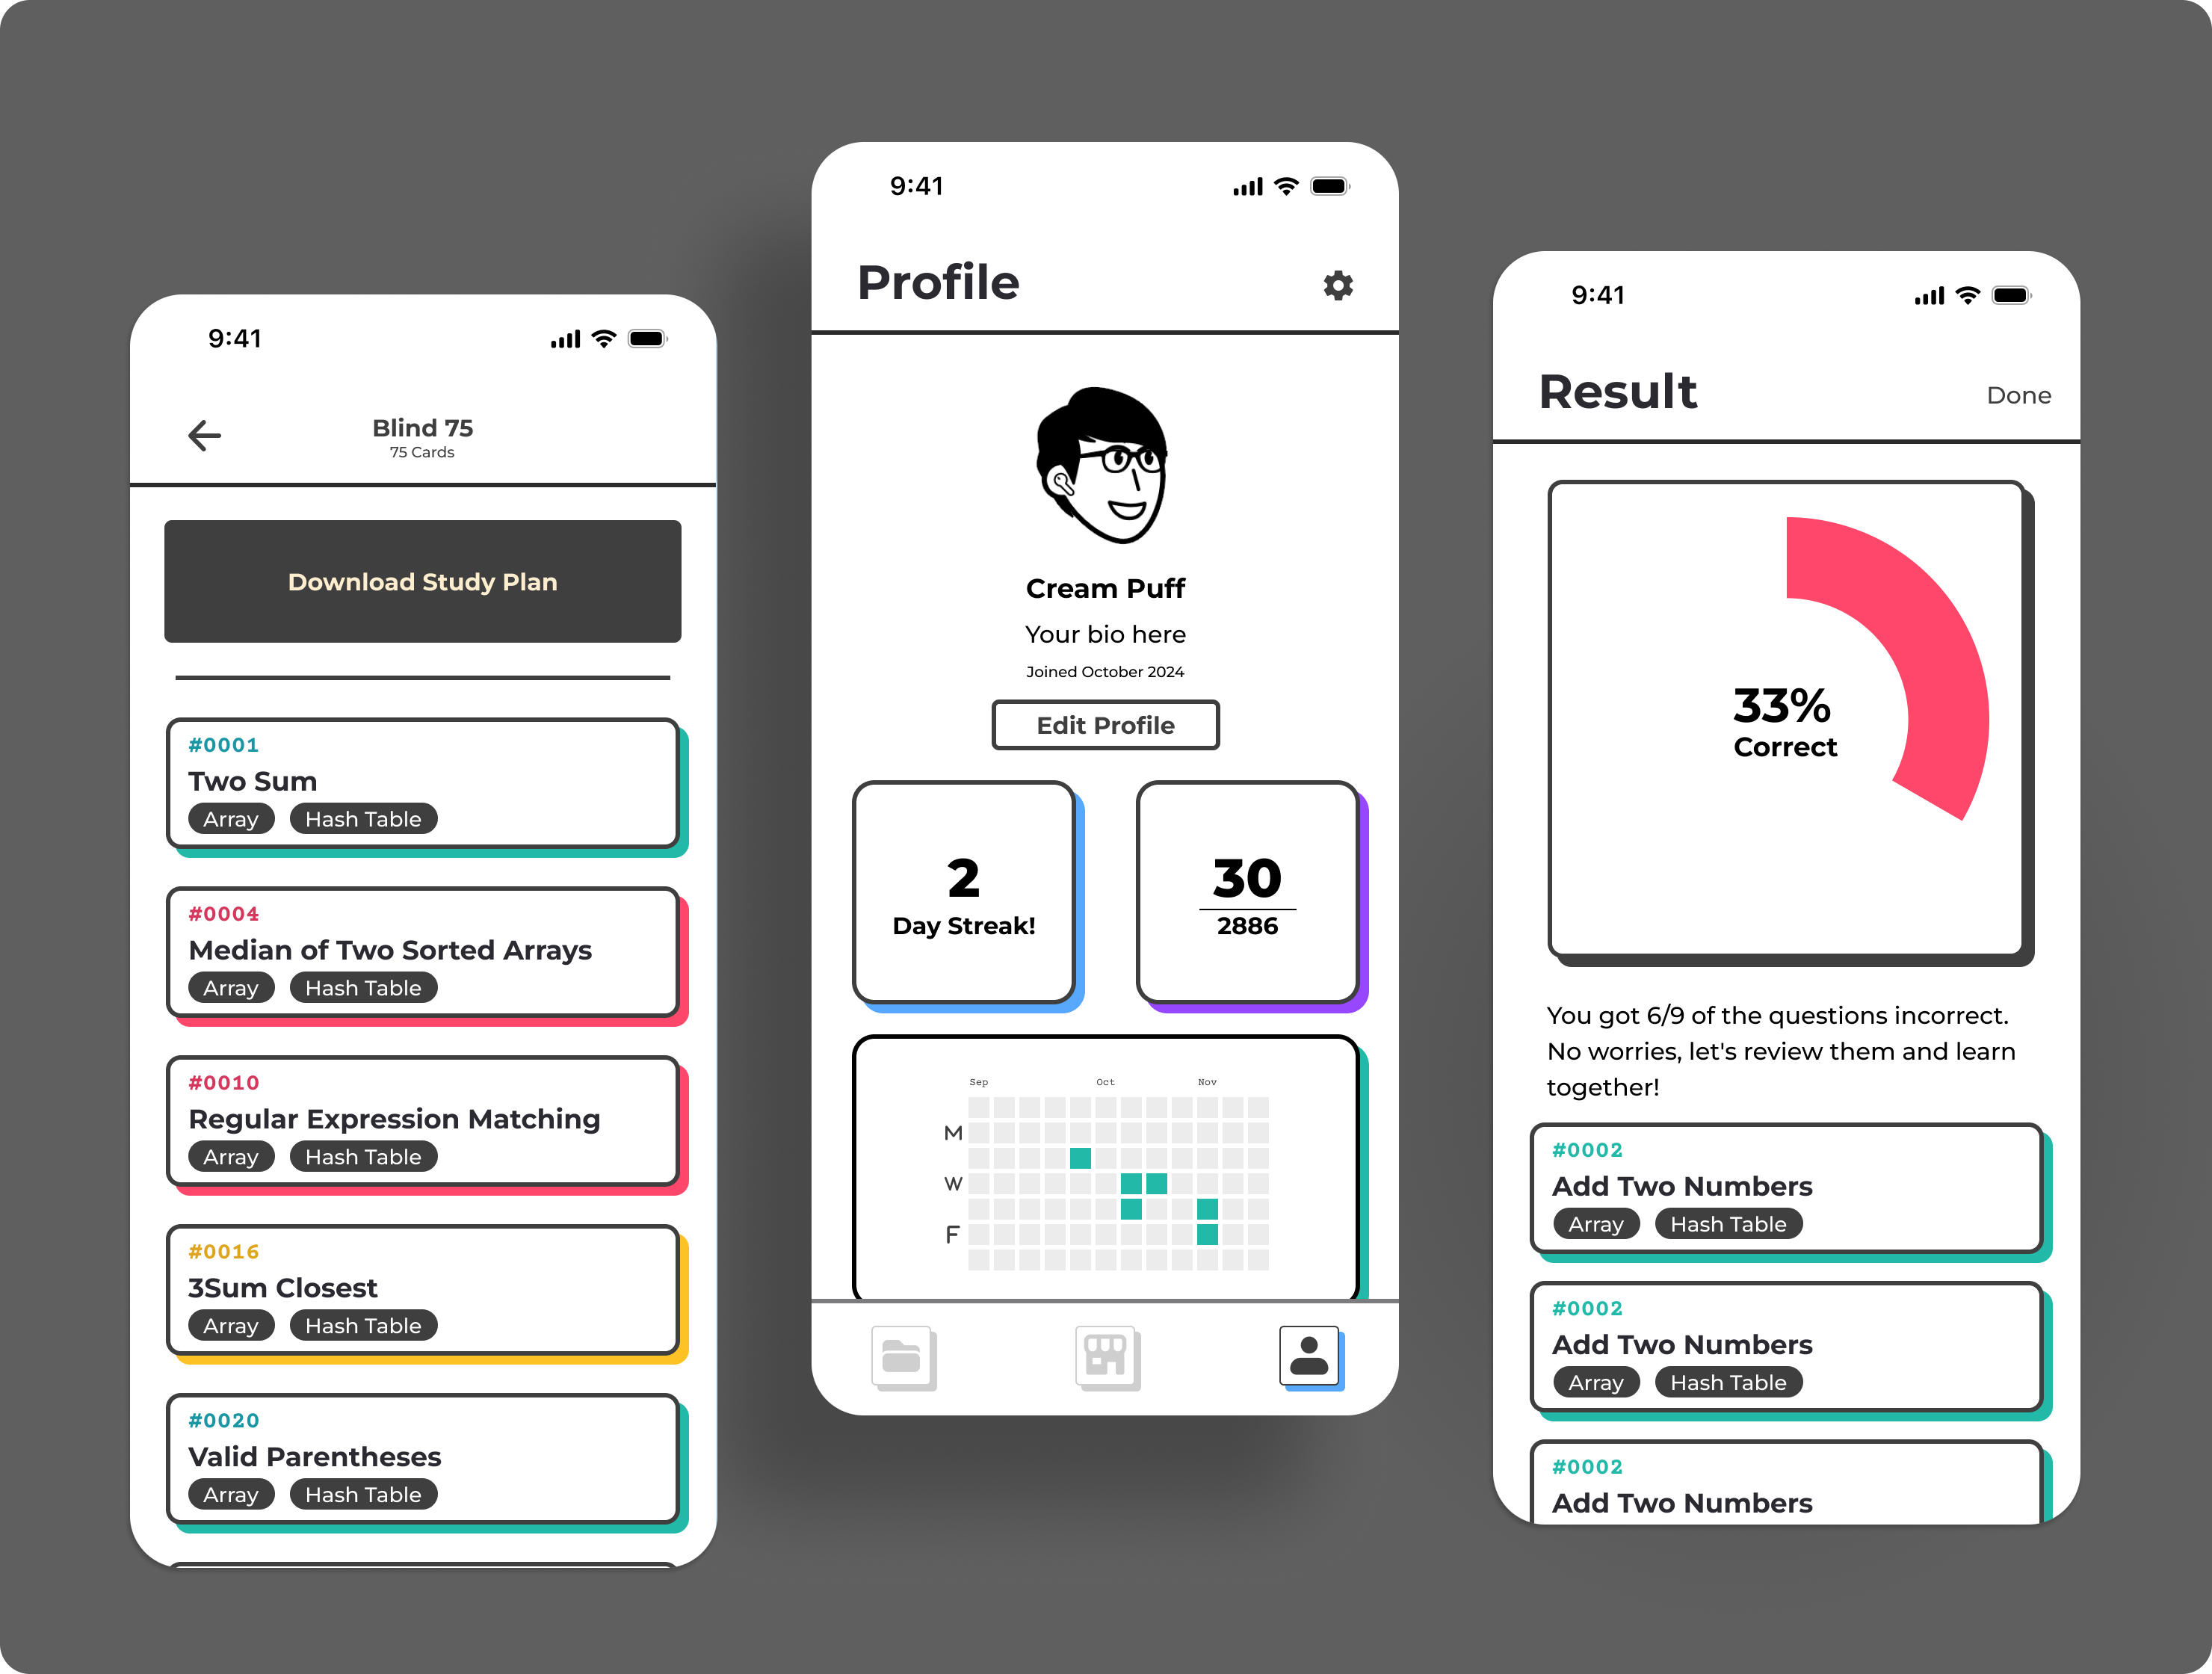 9:41
Blind 75
75 Cards
Download Study Plan
#0001
Two Sum
Array Hash Table
#0004
Median of Two Sorted Arrays
Array Hash Table
#0010
Regular Expression Matching
Array Hash Table
#0016
3Sum Closest
Array Hash Table
#0020
Valid Parentheses
Array Hash Table
9:41
Profile
Cream Puff
Your bio here
Joined October 2024
Edit Profile
2
Day Streak!
30
2886
Sep Oct Nov
M
W
F
9:41
Result Done
33%
Correct
You got 6/9 of the questions incorrect.
No worries, let's review them and learn
together!
#0002
Add Two Numbers
Array Hash Table
#0002
Add Two Numbers
Array Hash Table
#0002
Add Two Numbers